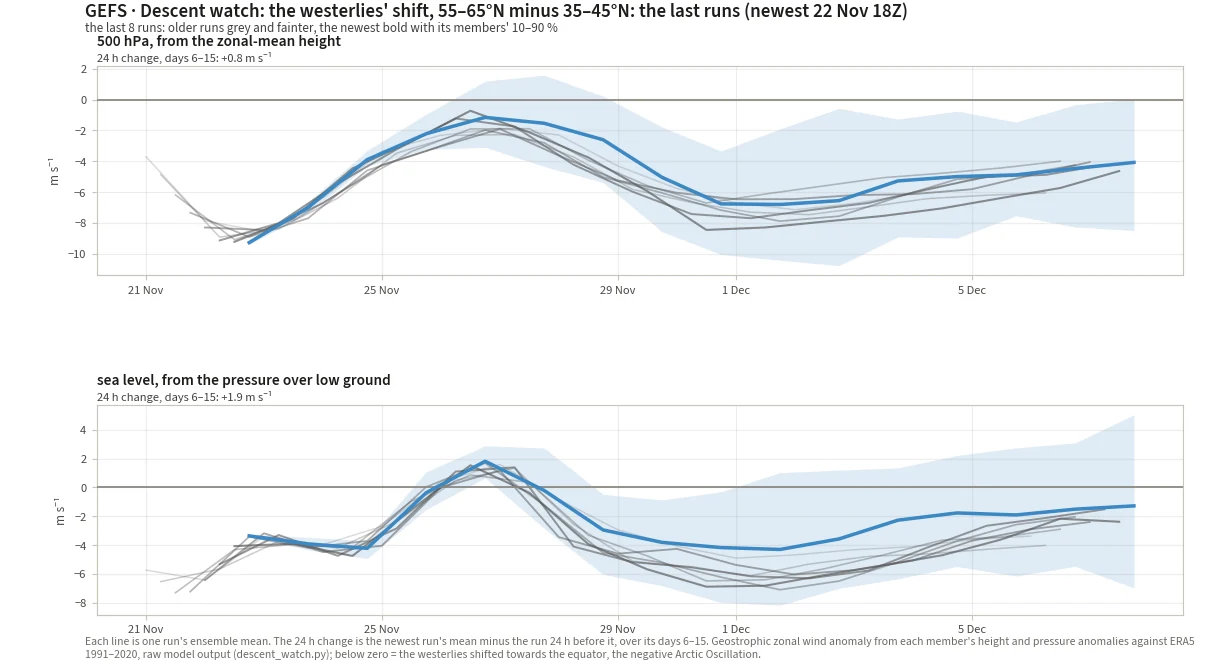 GEFS · Descent watch: the westerlies' shift, 55–65°N minus 35–45°N: the last runs (newest 22 Nov 18Z)
the last 8 runs: older runs grey and fainter, the newest bold with its members' 10–90 %
500 hPa, from the zonal-mean height
24 h change, days 6–15: +0.8 m s⁻¹
2
0
−2
−4
−6
−8
−10
m s⁻¹
21 Nov
25 Nov
29 Nov
1 Dec
5 Dec
sea level, from the pressure over low ground
24 h change, days 6–15: +1.9 m s⁻¹
4
2
0
−2
−4
−6
−8
m s⁻¹
21 Nov
25 Nov
29 Nov
1 Dec
5 Dec
Each line is one run's ensemble mean. The 24 h change is the newest run's mean minus the run 24 h before it, over its days 6–15. Geostrophic zonal wind anomaly from each member's height and pressure anomalies against ERA5
1991–2020, raw model output (descent_watch.py); below zero = the westerlies shifted towards the equator, the negative Arctic Oscillation.